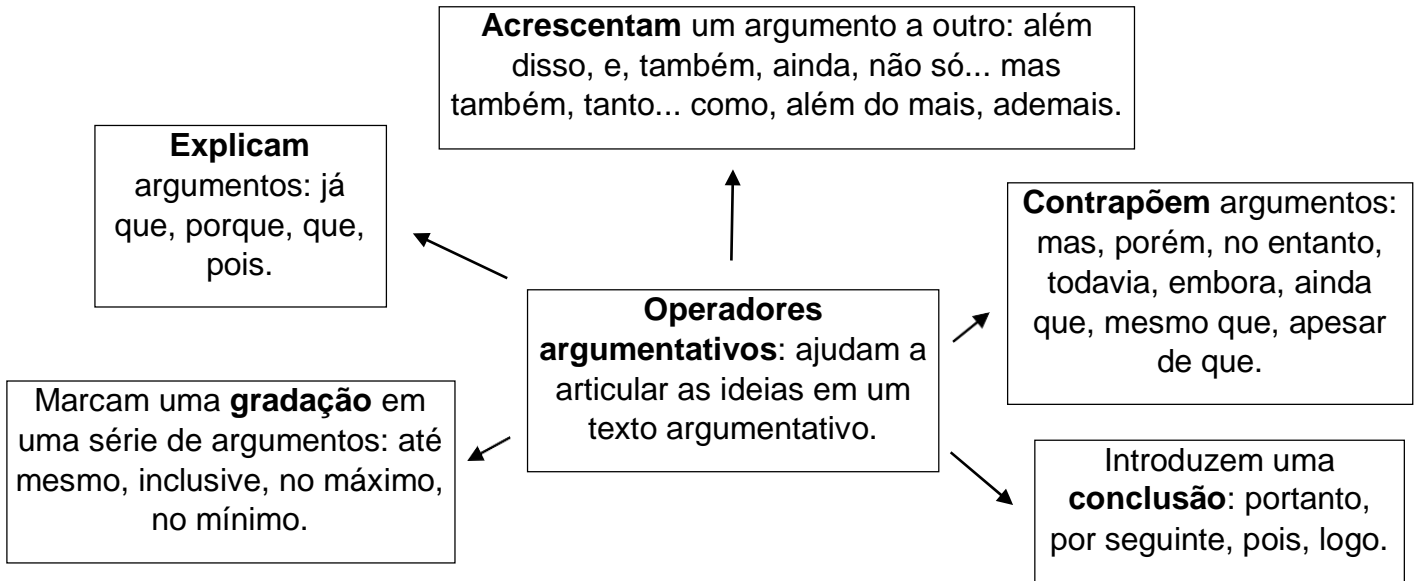 Acrescentam um argumento a outro: além
disso, e, também, ainda, não só... mas
também, tanto... como, além do mais, ademais.
Explicam
argumentos: já
que, porque, que,
pois.
Contrapõem argumentos:
mas, porém, no entanto,
todavia, embora, ainda
que, mesmo que, apesar
de que.
Operadores
argumentativos: ajudam a
articular as ideias em um
texto argumentativo.
Marcam uma gradação em
uma série de argumentos: até
mesmo, inclusive, no máximo,
no mínimo.
Introduzem uma
conclusão: portanto,
por seguinte, pois, logo.